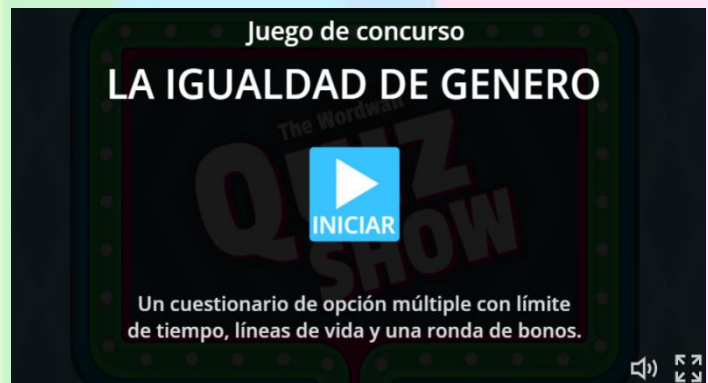 Juego de concurso
LA IGUALDAD DE GENERO
The Wordwall
QUIZ
SHOW
INICIAR
Un cuestionario de opción múltiple con límite
de tiempo, líneas de vida y una ronda de bonos.